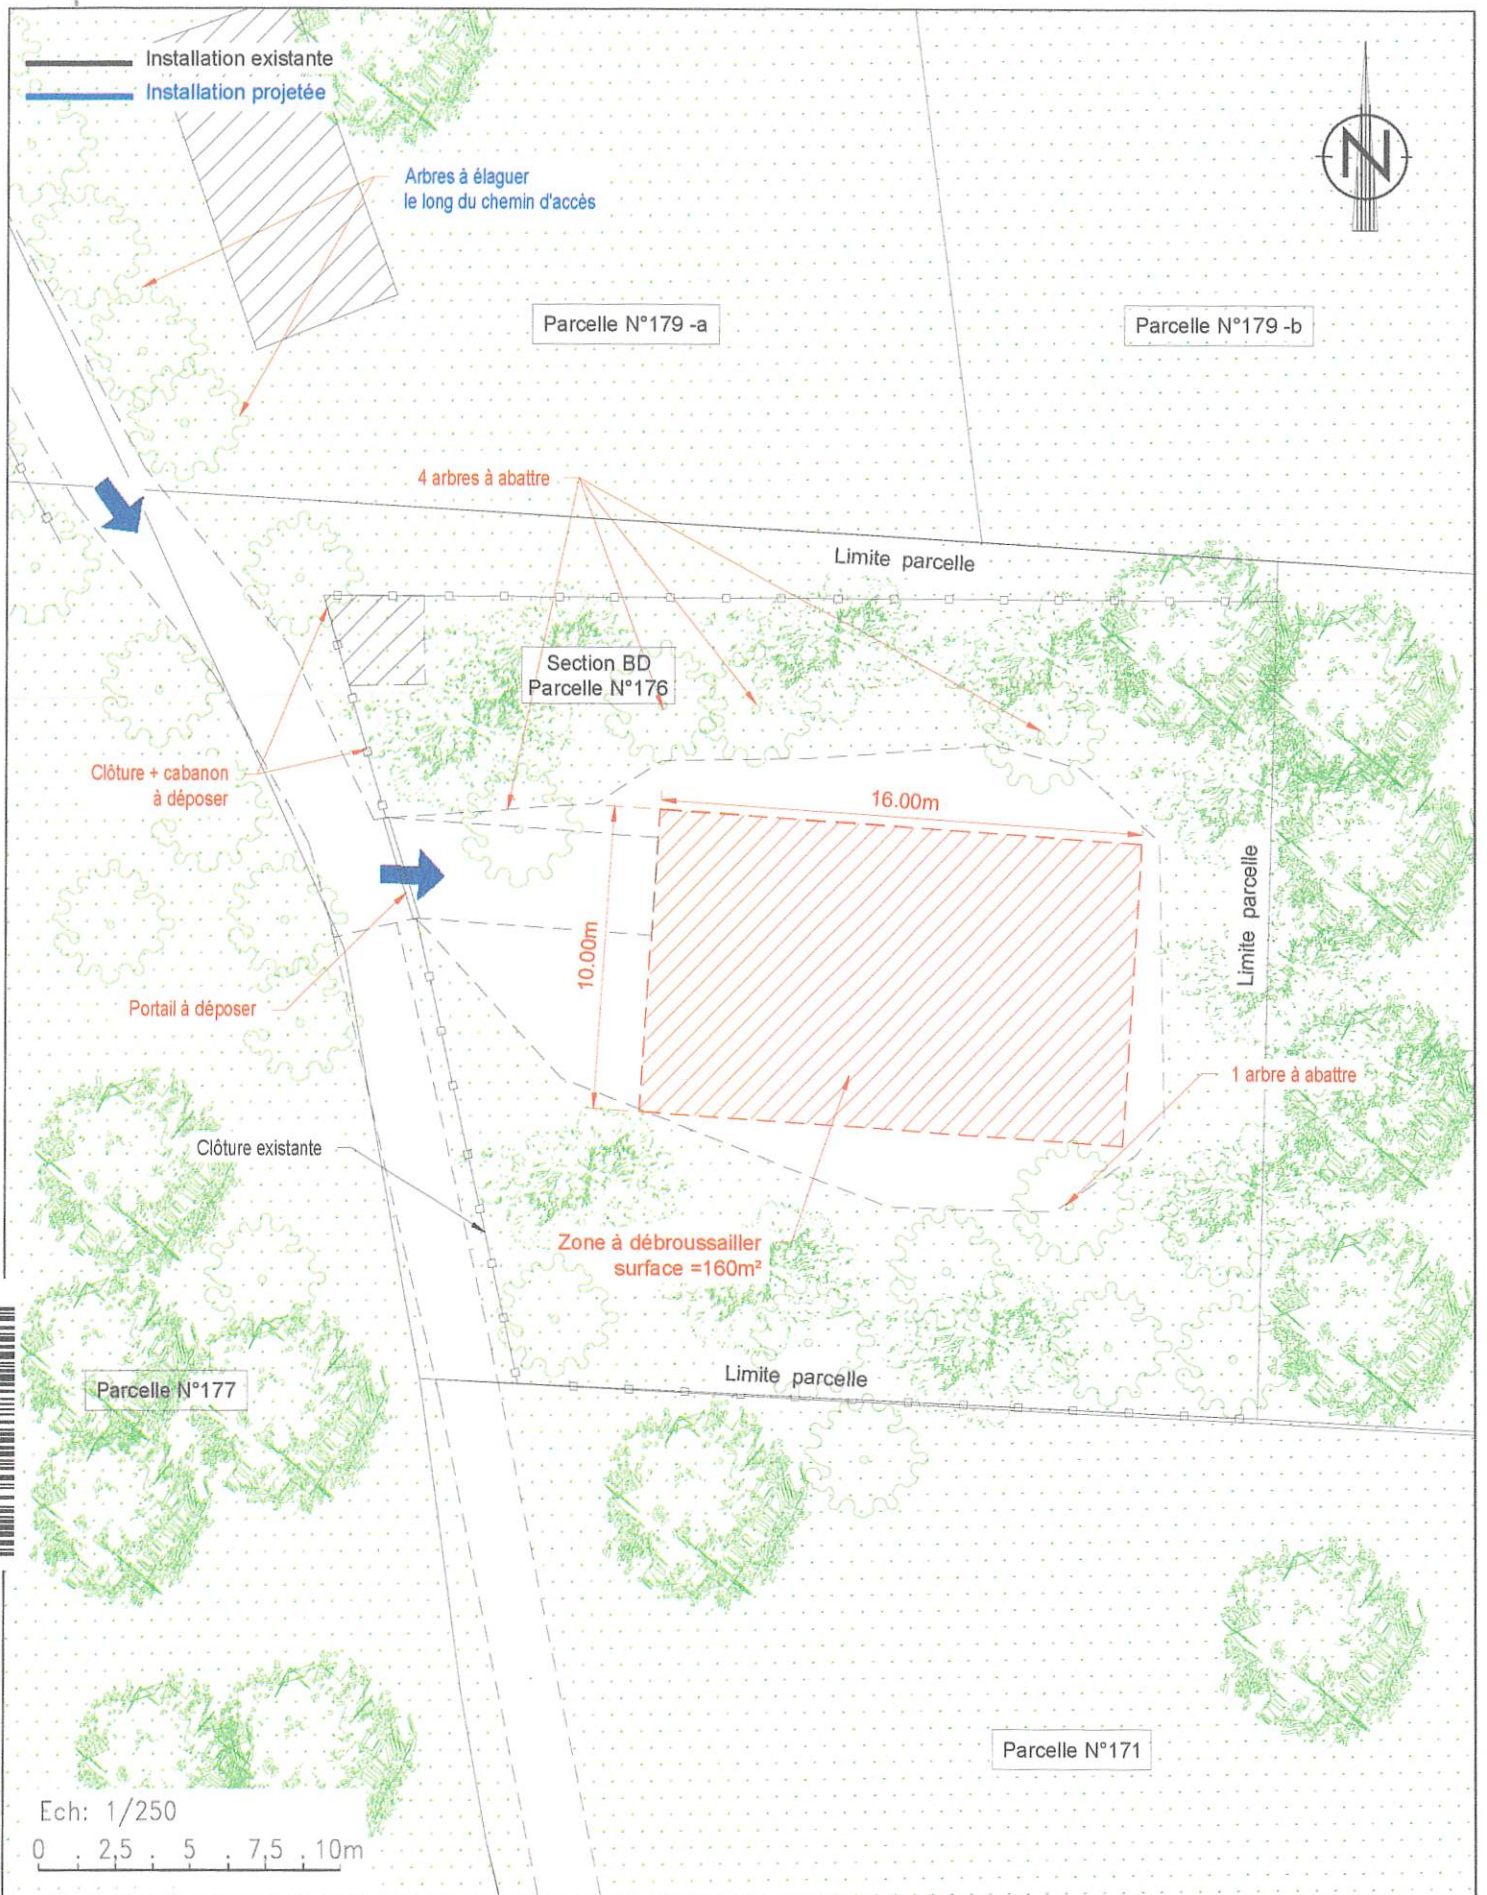 Installation existante
Installation projetée
N
Arbres à élaguer
le long du chemin d'accès
Parcelle N°179 -a
Parcelle N°179 -b
4 arbres à abattre
Limite parcelle
Section BD
Parcelle N°176
Clôture + cabanon
à déposer
16.00m
10.00m
Limite parcelle
Portail à déposer
1 arbre à abattre
Clôture existante
Zone à débroussailler
surface =160m²
Limite parcelle
Parcelle N°177
Parcelle N°171
Ech: 1/250
0 2,5 5 7,5 10m